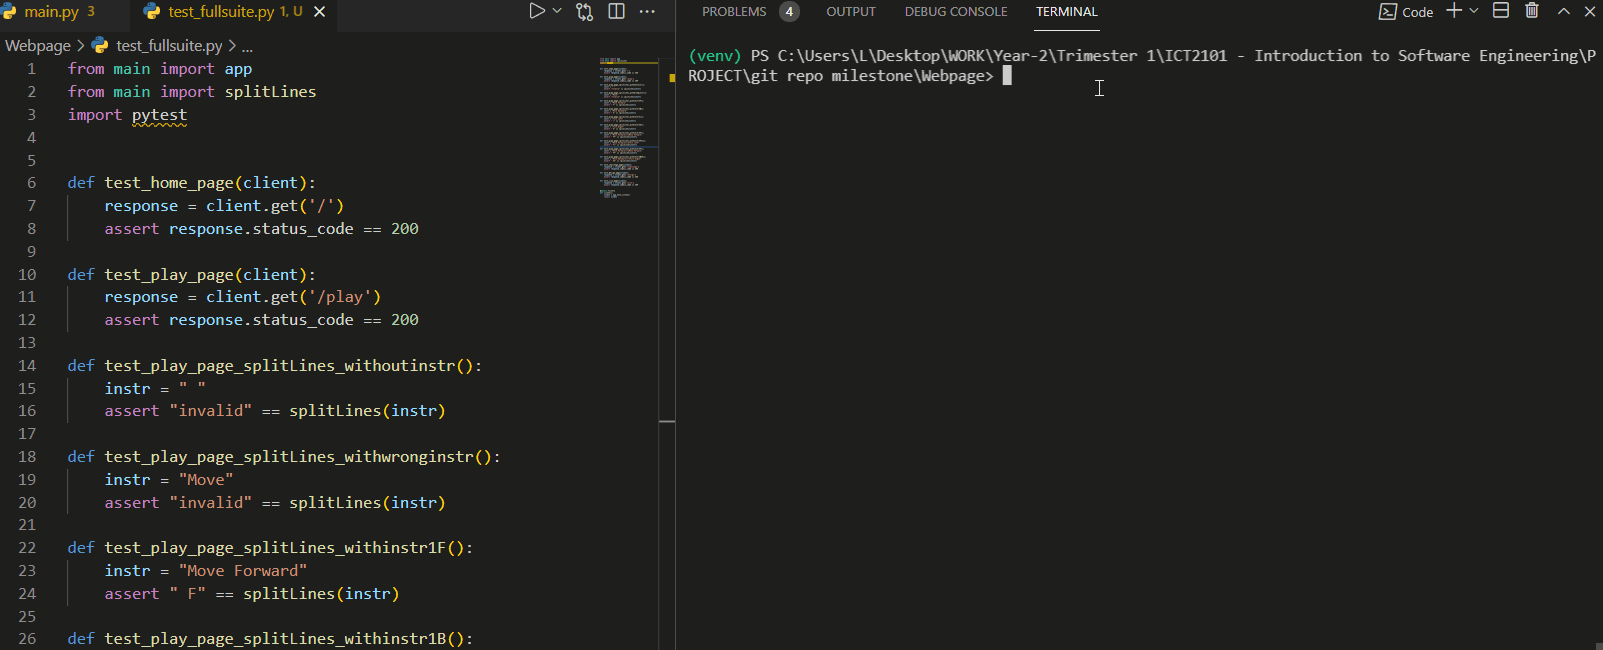 main.py 3 test_fullsuite.py 1, U
Webpage > test_fullsuite.py > ...
1 from main import app
2 from main import splitLines
3 import pytest
4
5
6 def test_home_page(client):
7 response = client.get('/')
8 assert response.status_code == 200
9
10 def test_play_page(client):
11 response = client.get('/play')
12 assert response.status_code == 200
13
14 def test_play_page_splitLines_withoutinstr():
15 instr = " "
16 assert "invalid" == splitLines(instr)
17
18 def test_play_page_splitLines_withwronginstr():
19 instr = "Move"
20 assert "invalid" == splitLines(instr)
21
22 def test_play_page_splitLines_withinstr1F():
23 instr = "Move Forward"
24 assert " F" == splitLines(instr)
25
26 def test_play_page_splitLines_withinstr1B():
PROBLEMS 4 OUTPUT DEBUG CONSOLE TERMINAL Code
(venv) PS C:\Users\L\Desktop\WORK\Year-2\Trimester 1\ICT2101 - Introduction to Software Engineering\P
ROJECT\git repo milestone\Webpage>